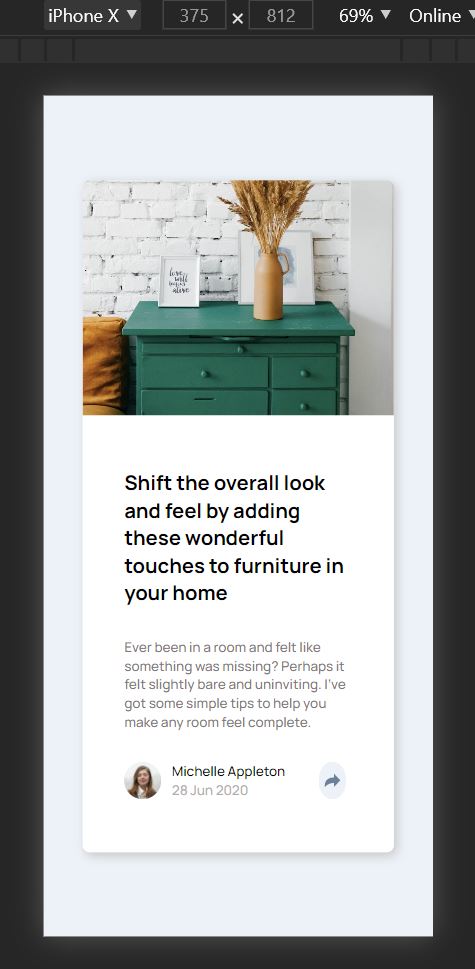 iPhone X ▼ 375 × 812 69% ▼ Online ▼
love
will
begin
alive
Shift the overall look
and feel by adding
these wonderful
touches to furniture in
your home
Ever been in a room and felt like
something was missing? Perhaps it
felt slightly bare and uninviting. I’ve
got some simple tips to help you
make any room feel complete.
Michelle Appleton
28 Jun 2020